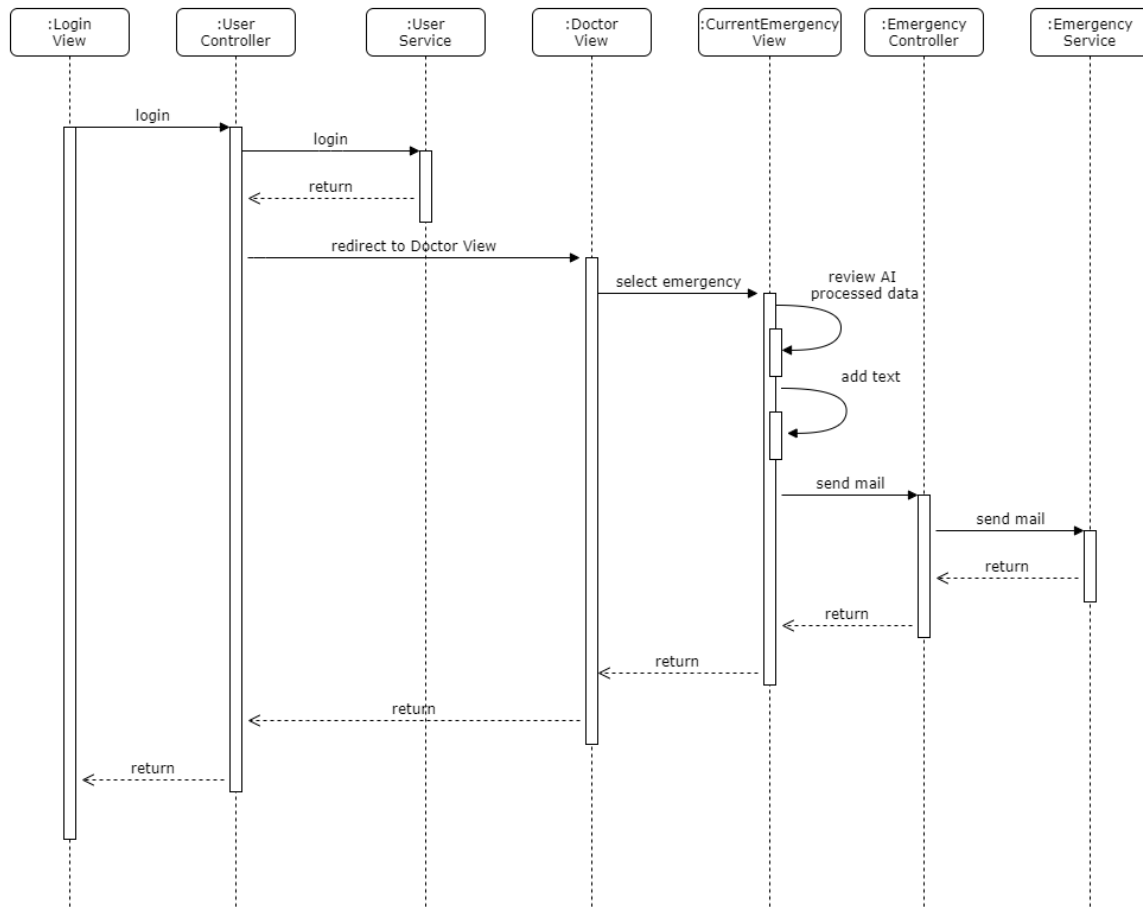 :Login
View
:User
Controller
:User
Service
:Doctor
View
:CurrentEmergency
View
:Emergency
Controller
:Emergency
Service
login
login
return
redirect to Doctor View
select emergency
review AI
processed data
add text
send mail
send mail
return
return
return
return
return